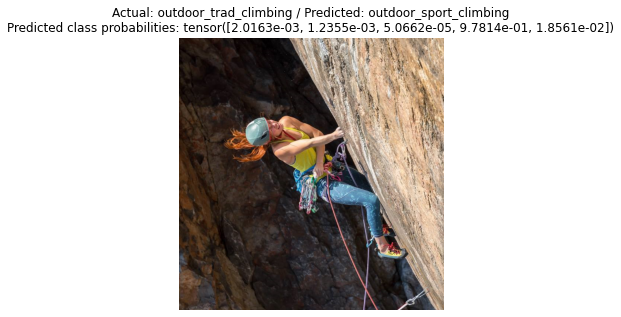 Actual: outdoor_trad_climbing / Predicted: outdoor_sport_climbing
Predicted class probabilities: tensor([2.0163e-03, 1.2355e-03, 5.0662e-05, 9.7814e-01, 1.8561e-02])